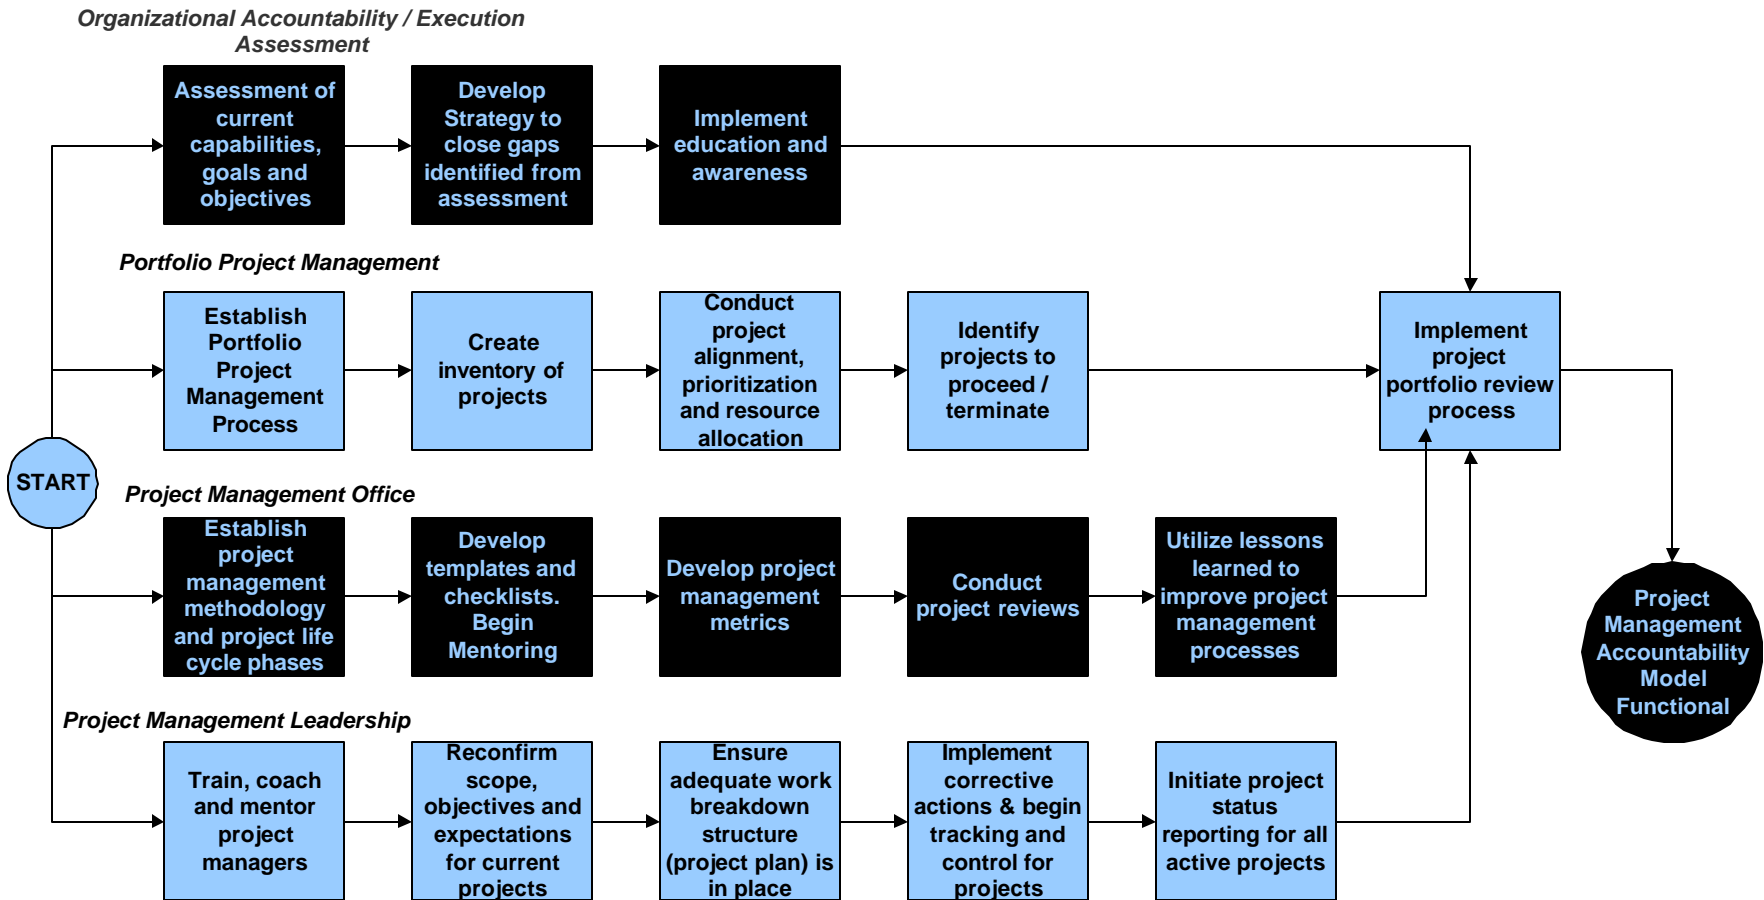 Organizational Accountability / Execution
Assessment
Assessment of
current
capabilities,
goals and
objectives
Develop
Strategy to
close gaps
identified from
assessment
Implement
education and
awareness
Portfolio Project Management
Establish
Portfolio
Project
Management
Process
Create
inventory of
projects
Conduct
project
alignment,
prioritization
and resource
allocation
Identify
projects to
proceed /
terminate
Implement
project
portfolio review
process
START
Project Management Office
Establish
project
management
methodology
and project life
cycle phases
Develop
templates and
checklists.
Begin
Mentoring
Develop project
management
metrics
Conduct
project reviews
Utilize lessons
learned to
improve project
management
processes
Project
Management
Accountability
Model
Functional
Project Management Leadership
Train, coach
and mentor
project
managers
Reconfirm
scope,
objectives and
expectations
for current
projects
Ensure
adequate work
breakdown
structure
(project plan) is
in place
Implement
corrective
actions & begin
tracking and
control for
projects
Initiate project
status
reporting for all
active projects